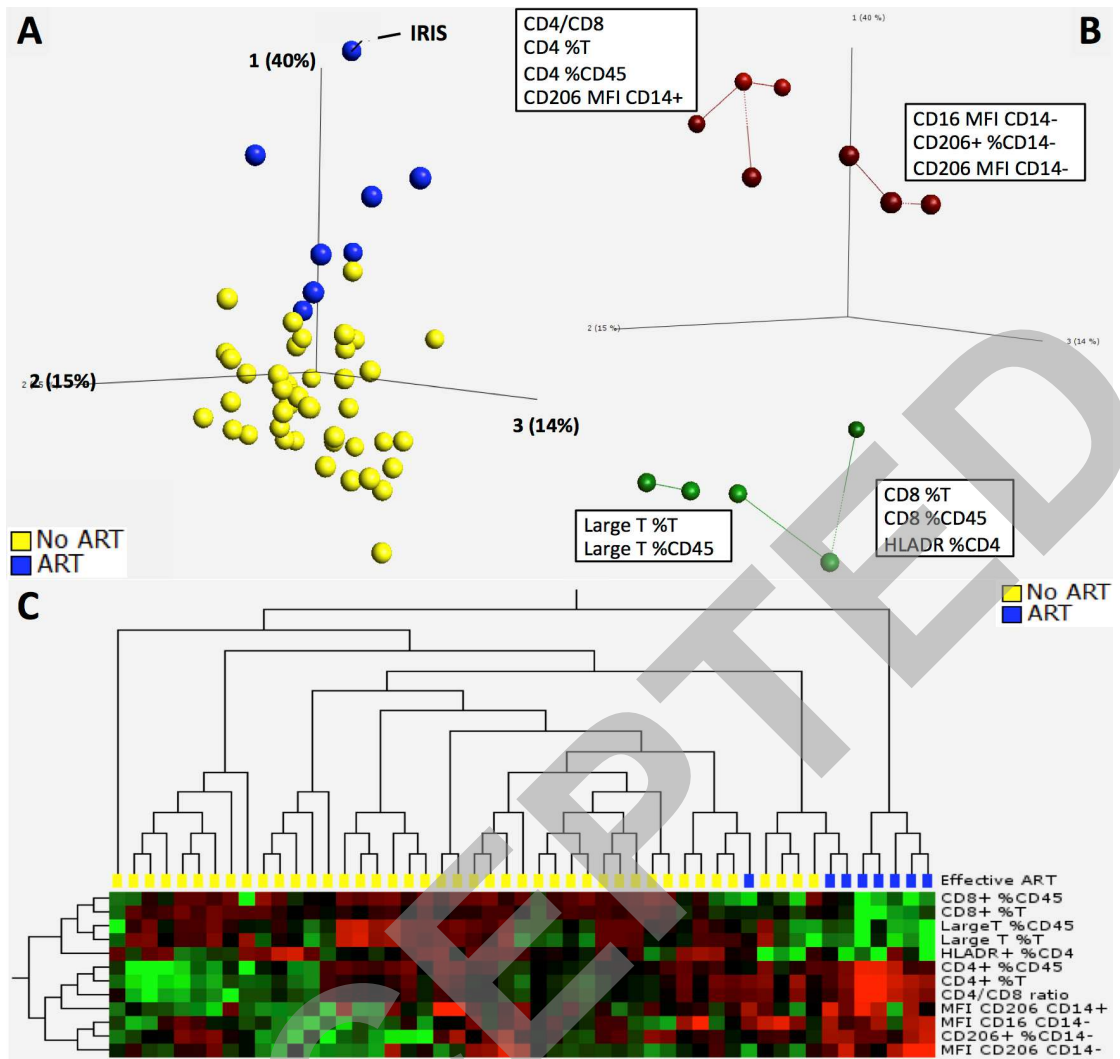 A
IRIS
1 (40%)
2 (15%)
3 (14%)
No ART
ART
B
1 (40 %)
CD4/CD8
CD4 %T
CD4 %CD45
CD206 MFI CD14+
CD16 MFI CD14-
CD206+ %CD14-
CD206 MFI CD14-
2 (15 %)
3 (14 %)
Large T %T
Large T %CD45
CD8 %T
CD8 %CD45
HLADR %CD4
C
No ART
ART
Effective ART
CD8+ %CD45
CD8+ %T
LargeT %CD45
Large T %T
HLADR+ %CD4
CD4+ %CD45
CD4+ %T
CD4/CD8 ratio
MFI CD206 CD14+
MFI CD16 CD14-
CD206+ %CD14-
MFI CD206 CD14-
CEPTED